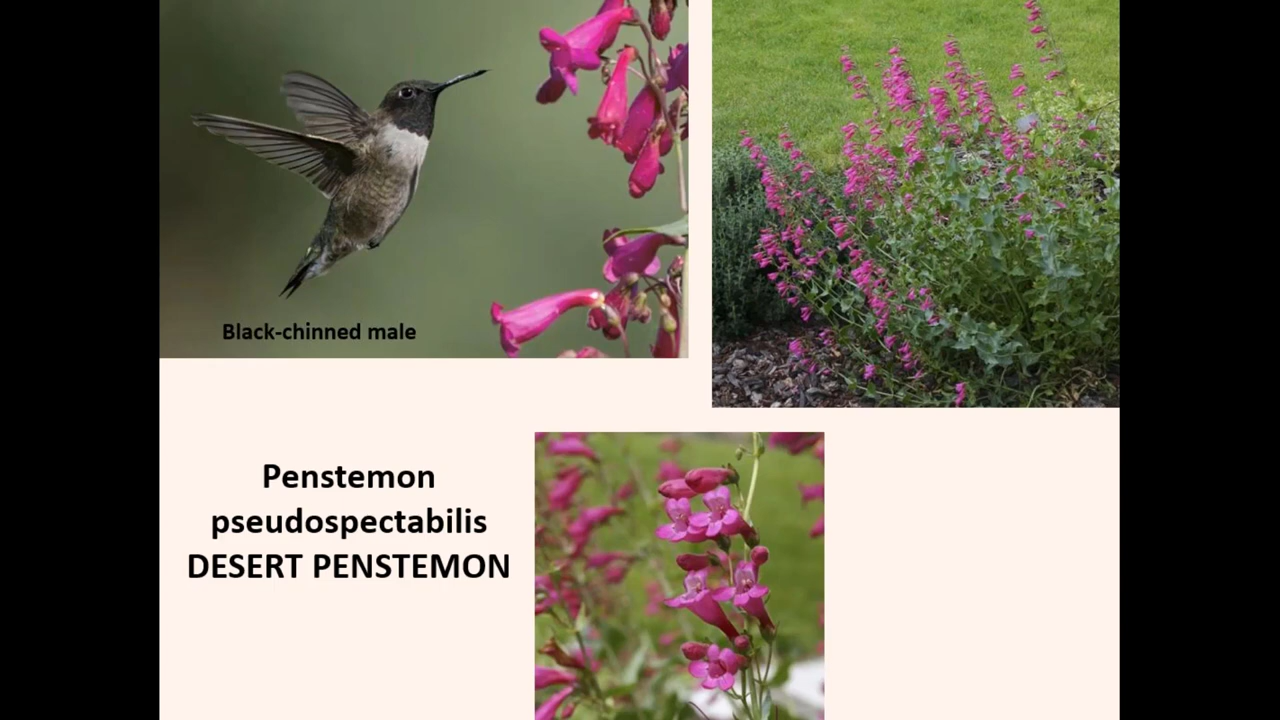 Black-chinned male
Penstemon
pseudospectabilis
DESERT PENSTEMON